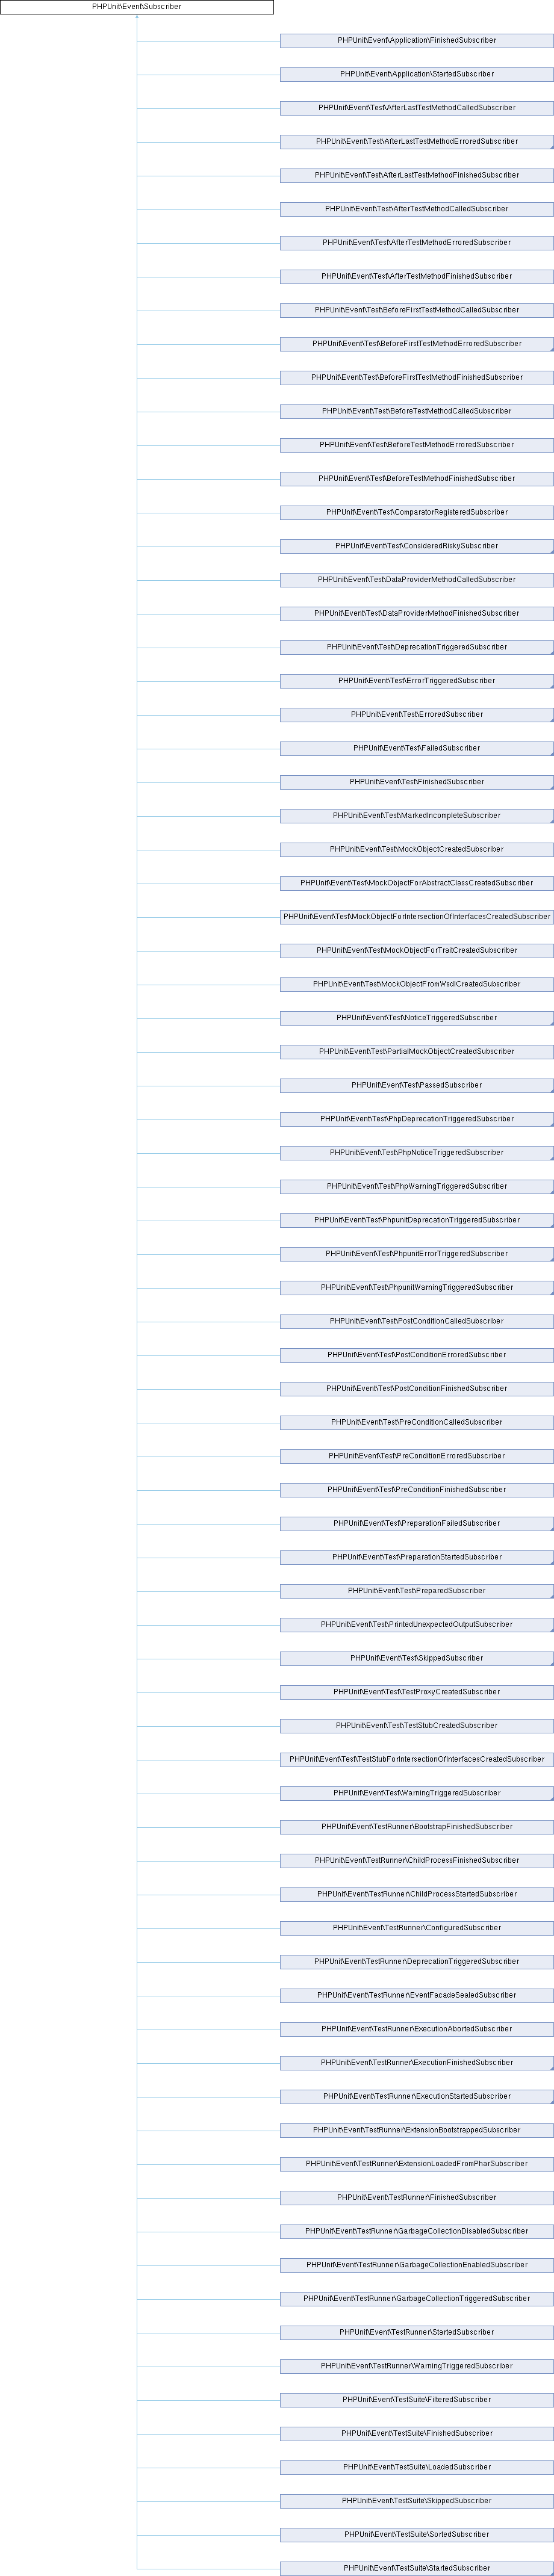 PHPUnit\Event\Subscriber
PHPUnit\Event\Application\FinishedSubscriber
PHPUnit\Event\Application\StartedSubscriber
PHPUnit\Event\Test\AfterLastTestMethodCalledSubscriber
PHPUnit\Event\Test\AfterLastTestMethodErroredSubscriber
PHPUnit\Event\Test\AfterLastTestMethodFinishedSubscriber
PHPUnit\Event\Test\AfterTestMethodCalledSubscriber
PHPUnit\Event\Test\AfterTestMethodErroredSubscriber
PHPUnit\Event\Test\AfterTestMethodFinishedSubscriber
PHPUnit\Event\Test\BeforeFirstTestMethodCalledSubscriber
PHPUnit\Event\Test\BeforeFirstTestMethodErroredSubscriber
PHPUnit\Event\Test\BeforeFirstTestMethodFinishedSubscriber
PHPUnit\Event\Test\BeforeTestMethodCalledSubscriber
PHPUnit\Event\Test\BeforeTestMethodErroredSubscriber
PHPUnit\Event\Test\BeforeTestMethodFinishedSubscriber
PHPUnit\Event\Test\ComparatorRegisteredSubscriber
PHPUnit\Event\Test\ConsideredRiskySubscriber
PHPUnit\Event\Test\DataProviderMethodCalledSubscriber
PHPUnit\Event\Test\DataProviderMethodFinishedSubscriber
PHPUnit\Event\Test\DeprecationTriggeredSubscriber
PHPUnit\Event\Test\ErrorTriggeredSubscriber
PHPUnit\Event\Test\ErroredSubscriber
PHPUnit\Event\Test\FailedSubscriber
PHPUnit\Event\Test\FinishedSubscriber
PHPUnit\Event\Test\MarkedIncompleteSubscriber
PHPUnit\Event\Test\MockObjectCreatedSubscriber
PHPUnit\Event\Test\MockObjectForAbstractClassCreatedSubscriber
PHPUnit\Event\Test\MockObjectForIntersectionOfInterfacesCreatedSubscriber
PHPUnit\Event\Test\MockObjectForTraitCreatedSubscriber
PHPUnit\Event\Test\MockObjectFromWsdlCreatedSubscriber
PHPUnit\Event\Test\NoticeTriggeredSubscriber
PHPUnit\Event\Test\PartialMockObjectCreatedSubscriber
PHPUnit\Event\Test\PassedSubscriber
PHPUnit\Event\Test\PhpDeprecationTriggeredSubscriber
PHPUnit\Event\Test\PhpNoticeTriggeredSubscriber
PHPUnit\Event\Test\PhpWarningTriggeredSubscriber
PHPUnit\Event\Test\PhpunitDeprecationTriggeredSubscriber
PHPUnit\Event\Test\PhpunitErrorTriggeredSubscriber
PHPUnit\Event\Test\PhpunitWarningTriggeredSubscriber
PHPUnit\Event\Test\PostConditionCalledSubscriber
PHPUnit\Event\Test\PostConditionErroredSubscriber
PHPUnit\Event\Test\PostConditionFinishedSubscriber
PHPUnit\Event\Test\PreConditionCalledSubscriber
PHPUnit\Event\Test\PreConditionErroredSubscriber
PHPUnit\Event\Test\PreConditionFinishedSubscriber
PHPUnit\Event\Test\PreparationFailedSubscriber
PHPUnit\Event\Test\PreparationStartedSubscriber
PHPUnit\Event\Test\PreparedSubscriber
PHPUnit\Event\Test\PrintedUnexpectedOutputSubscriber
PHPUnit\Event\Test\SkippedSubscriber
PHPUnit\Event\Test\TestProxyCreatedSubscriber
PHPUnit\Event\Test\TestStubCreatedSubscriber
PHPUnit\Event\Test\TestStubForIntersectionOfInterfacesCreatedSubscriber
PHPUnit\Event\Test\WarningTriggeredSubscriber
PHPUnit\Event\TestRunner\BootstrapFinishedSubscriber
PHPUnit\Event\TestRunner\ChildProcessFinishedSubscriber
PHPUnit\Event\TestRunner\ChildProcessStartedSubscriber
PHPUnit\Event\TestRunner\ConfiguredSubscriber
PHPUnit\Event\TestRunner\DeprecationTriggeredSubscriber
PHPUnit\Event\TestRunner\EventFacadeSealedSubscriber
PHPUnit\Event\TestRunner\ExecutionAbortedSubscriber
PHPUnit\Event\TestRunner\ExecutionFinishedSubscriber
PHPUnit\Event\TestRunner\ExecutionStartedSubscriber
PHPUnit\Event\TestRunner\ExtensionBootstrappedSubscriber
PHPUnit\Event\TestRunner\ExtensionLoadedFromPharSubscriber
PHPUnit\Event\TestRunner\FinishedSubscriber
PHPUnit\Event\TestRunner\GarbageCollectionDisabledSubscriber
PHPUnit\Event\TestRunner\GarbageCollectionEnabledSubscriber
PHPUnit\Event\TestRunner\GarbageCollectionTriggeredSubscriber
PHPUnit\Event\TestRunner\StartedSubscriber
PHPUnit\Event\TestRunner\WarningTriggeredSubscriber
PHPUnit\Event\TestSuite\FilteredSubscriber
PHPUnit\Event\TestSuite\FinishedSubscriber
PHPUnit\Event\TestSuite\LoadedSubscriber
PHPUnit\Event\TestSuite\SkippedSubscriber
PHPUnit\Event\TestSuite\SortedSubscriber
PHPUnit\Event\TestSuite\StartedSubscriber